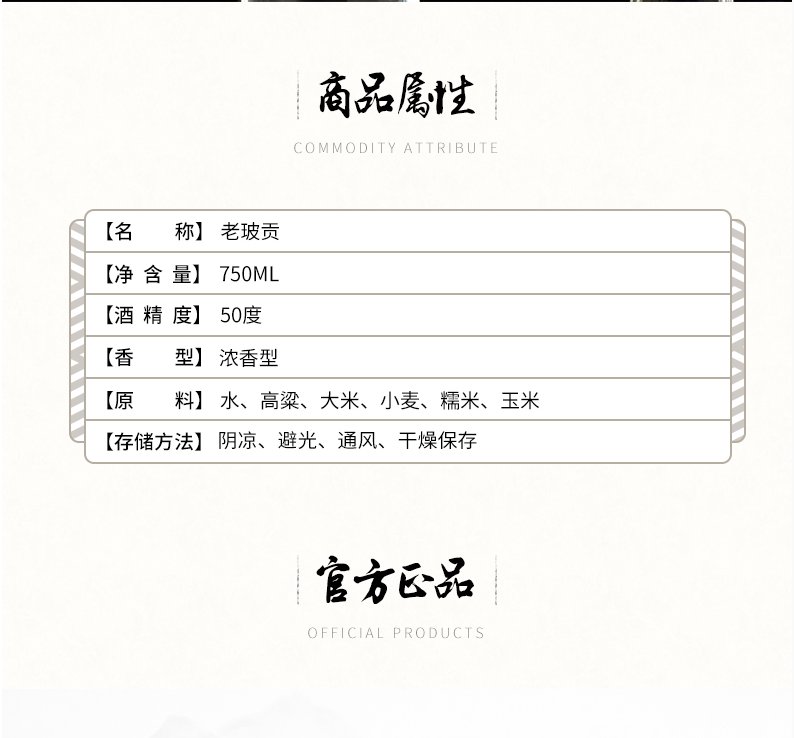 商品属性
COMMODITY ATTRIBUTE
【名 称】 老玻贡
【净 含 量】 750ML
【酒 精 度】 50度
【香 型】 浓香型
【原 料】 水、高粱、大米、小麦、糯米、玉米
【存储方法】 阴凉、避光、通风、干燥保存
官方正品
OFFICIAL PRODUCTS